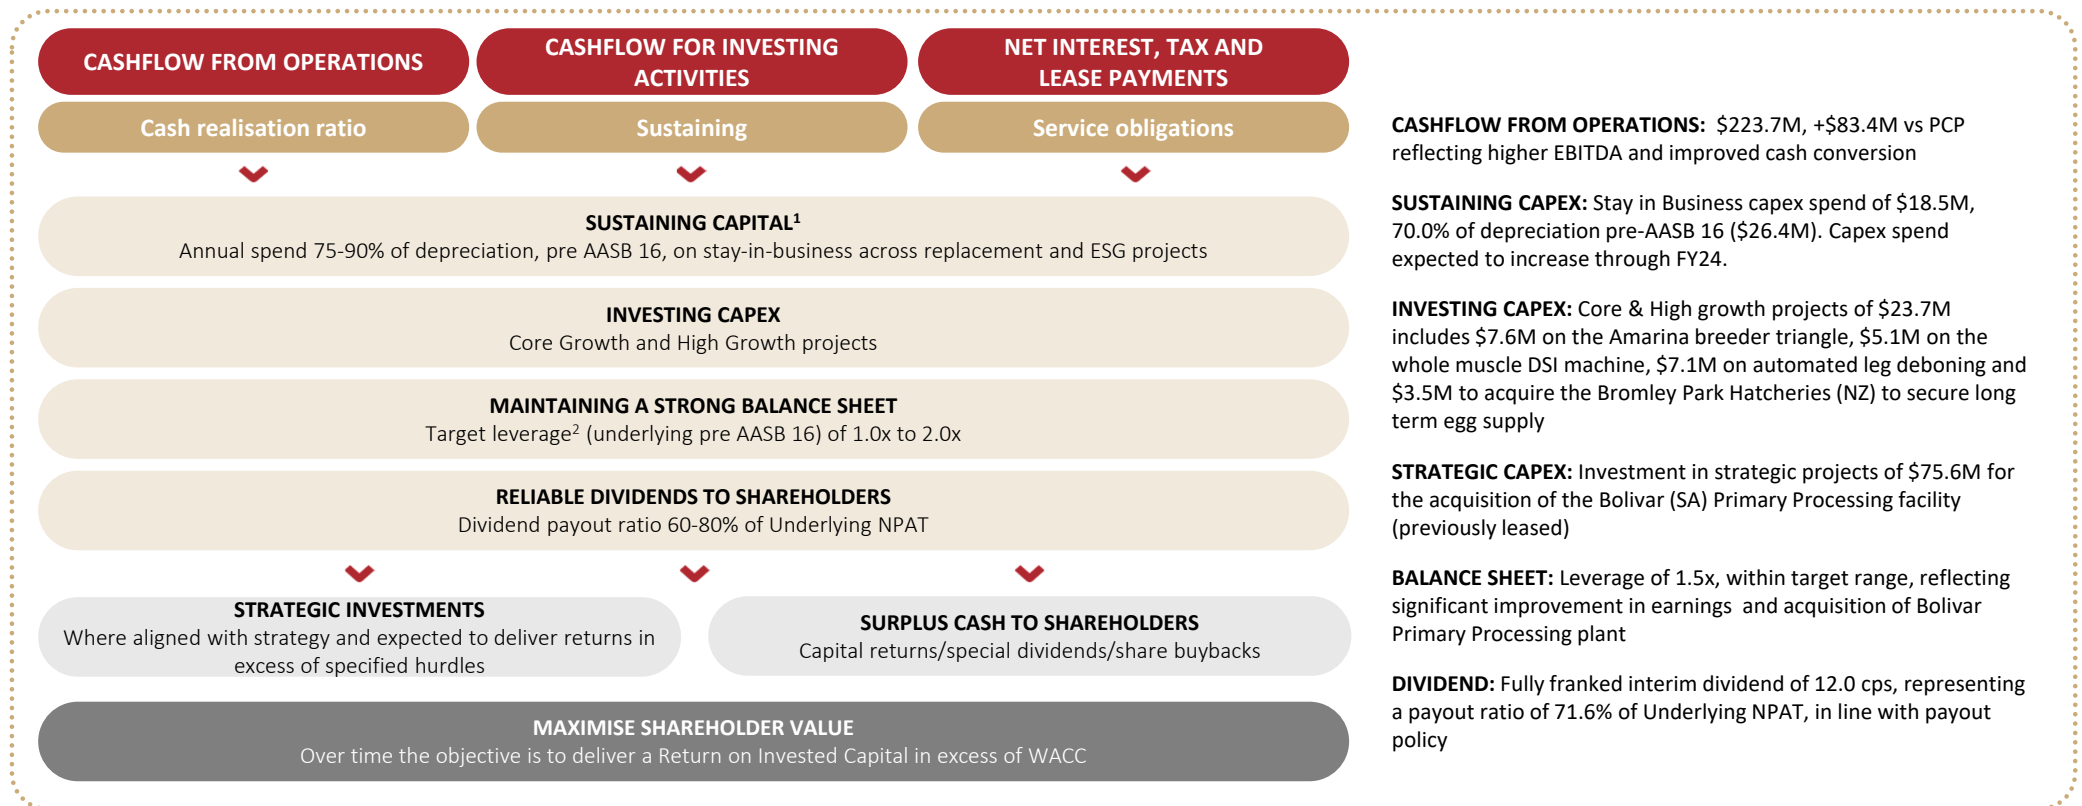 CASHFLOW FROM OPERATIONS
CASHFLOW FOR INVESTING
ACTIVITIES
NET INTEREST, TAX AND
LEASE PAYMENTS
Cash realisation ratio
Sustaining
Service obligations
SUSTAINING CAPITAL¹
Annual spend 75-90% of depreciation, pre AASB 16, on stay-in-business across replacement and ESG projects
INVESTING CAPEX
Core Growth and High Growth projects
MAINTAINING A STRONG BALANCE SHEET
Target leverage² (underlying pre AASB 16) of 1.0x to 2.0x
RELIABLE DIVIDENDS TO SHAREHOLDERS
Dividend payout ratio 60-80% of Underlying NPAT
STRATEGIC INVESTMENTS
Where aligned with strategy and expected to deliver returns in
excess of specified hurdles
SURPLUS CASH TO SHAREHOLDERS
Capital returns/special dividends/share buybacks
MAXIMISE SHAREHOLDER VALUE
Over time the objective is to deliver a Return on Invested Capital in excess of WACC
CASHFLOW FROM OPERATIONS: $223.7M, +$83.4M vs PCP
reflecting higher EBITDA and improved cash conversion
SUSTAINING CAPEX: Stay in Business capex spend of $18.5M,
70.0% of depreciation pre-AASB 16 ($26.4M). Capex spend
expected to increase through FY24.
INVESTING CAPEX: Core & High growth projects of $23.7M
includes $7.6M on the Amarina breeder triangle, $5.1M on the
whole muscle DSI machine, $7.1M on automated leg deboning and
$3.5M to acquire the Bromley Park Hatcheries (NZ) to secure long
term egg supply
STRATEGIC CAPEX: Investment in strategic projects of $75.6M for
the acquisition of the Bolivar (SA) Primary Processing facility
(previously leased)
BALANCE SHEET: Leverage of 1.5x, within target range, reflecting
significant improvement in earnings and acquisition of Bolivar
Primary Processing plant
DIVIDEND: Fully franked interim dividend of 12.0 cps, representing
a payout ratio of 71.6% of Underlying NPAT, in line with payout
policy